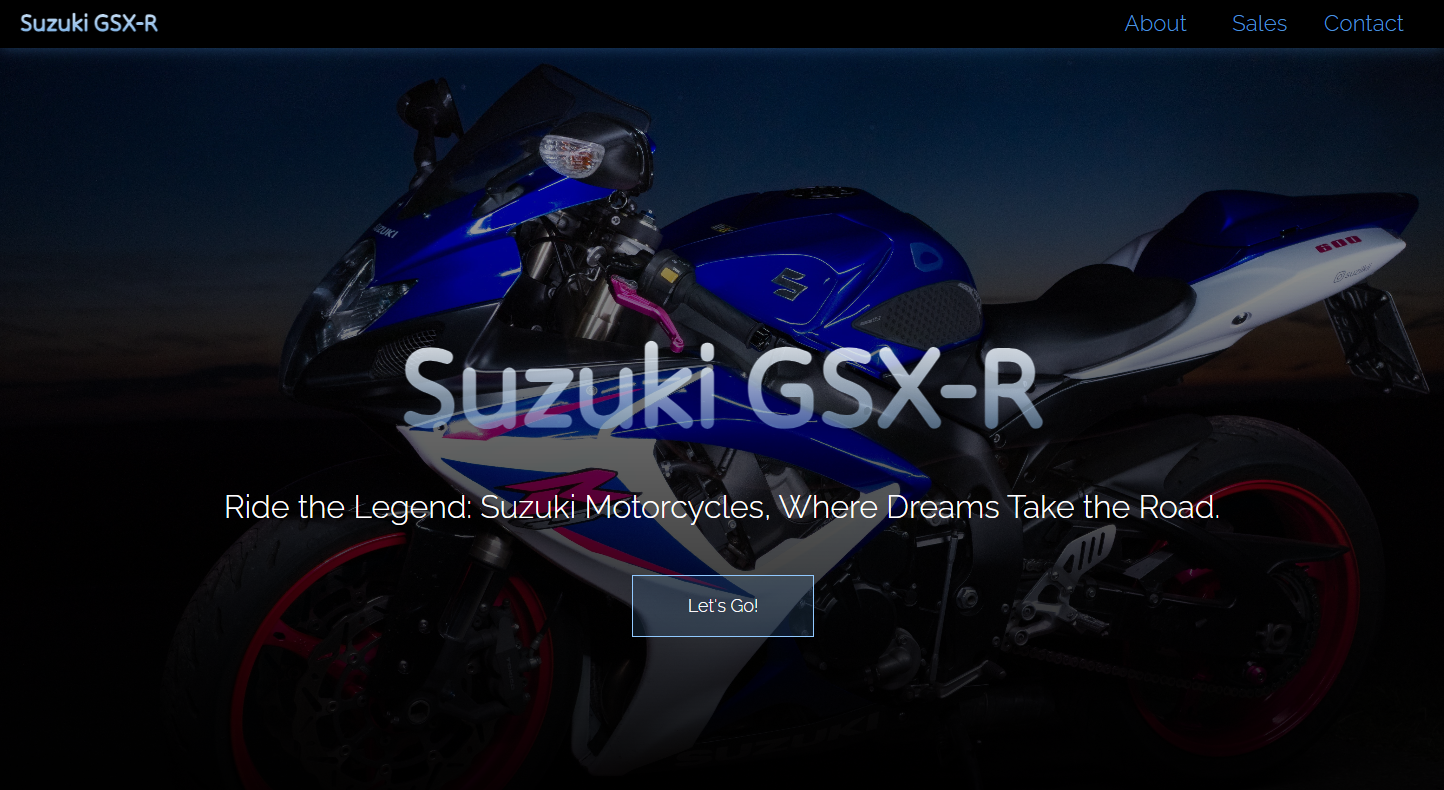 Suzuki GSX-R
About Sales Contact
600
Suzuki GSX-R
Ride the Legend: Suzuki Motorcycles, Where Dreams Take the Road.
Let's Go!